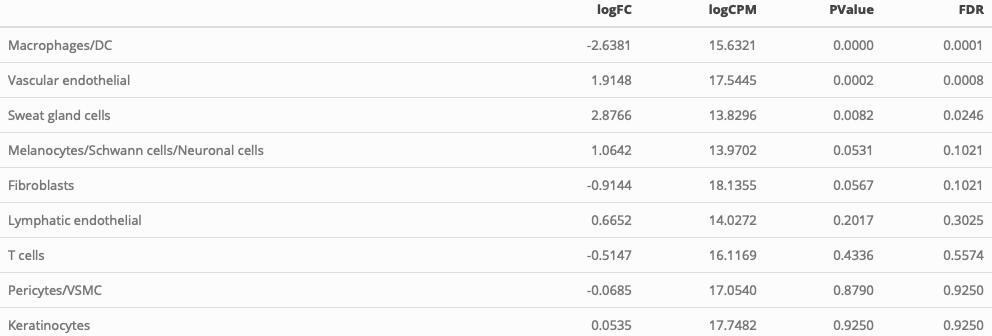 logFC logCPM PValue FDR
Macrophages/DC -2.6381 15.6321 0.0000 0.0001
Vascular endothelial 1.9148 17.5445 0.0002 0.0008
Sweat gland cells 2.8766 13.8296 0.0082 0.0246
Melanocytes/Schwann cells/Neuronal cells 1.0642 13.9702 0.0531 0.1021
Fibroblasts -0.9144 18.1355 0.0567 0.1021
Lymphatic endothelial 0.6652 14.0272 0.2017 0.3025
T cells -0.5147 16.1169 0.4336 0.5574
Pericytes/VSMC -0.0685 17.0540 0.8790 0.9250
Keratinocytes 0.0535 17.7482 0.9250 0.9250